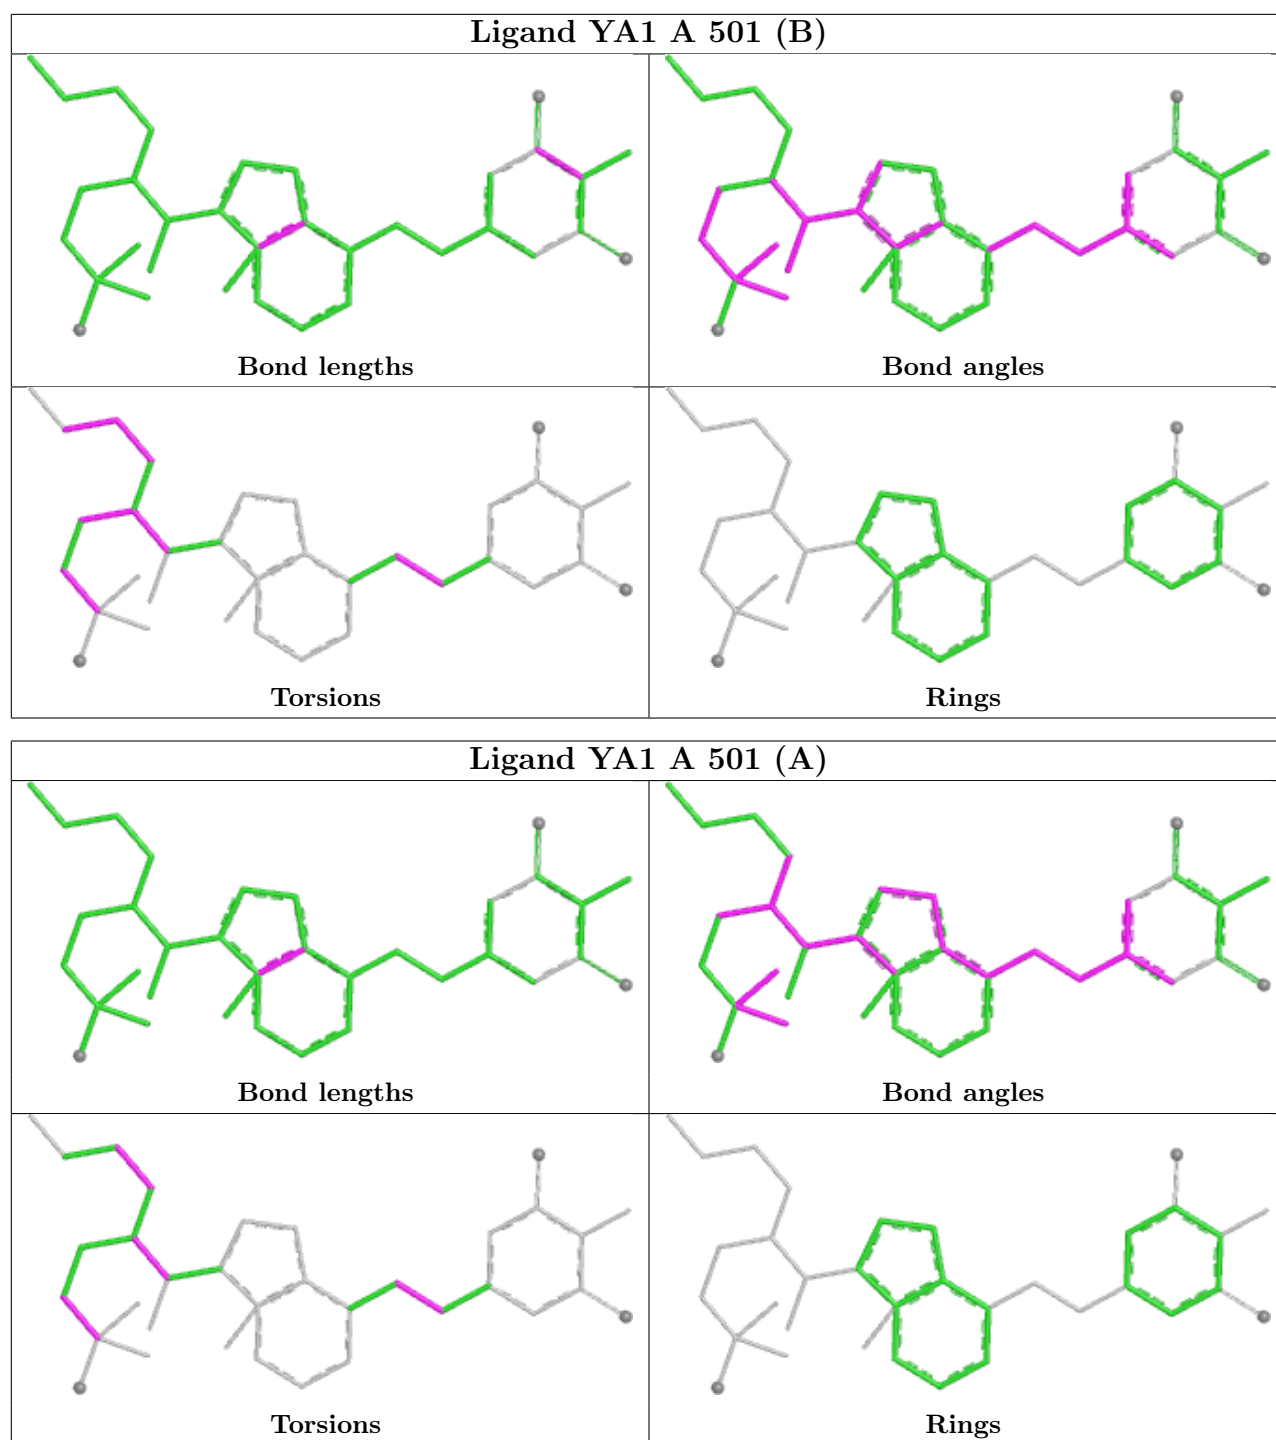 Ligand YA1 A 501 (B)
Bond lengths
Bond angles
Torsions
Rings
Ligand YA1 A 501 (A)
Bond lengths
Bond angles
Torsions
Rings